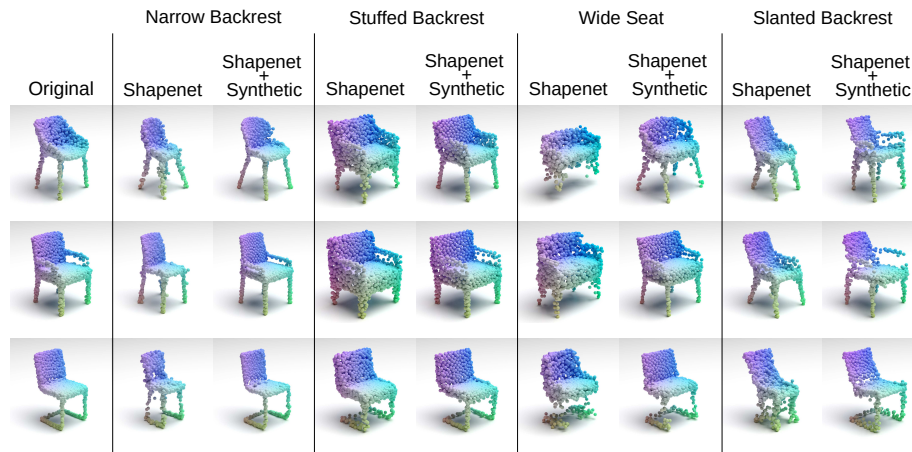 Narrow Backrest
Stuffed Backrest
Wide Seat
Slanted Backrest
Original
Shapenet
Shapenet
+
Synthetic
Shapenet
Shapenet
+
Synthetic
Shapenet
Shapenet
+
Synthetic
Shapenet
Shapenet
+
Synthetic